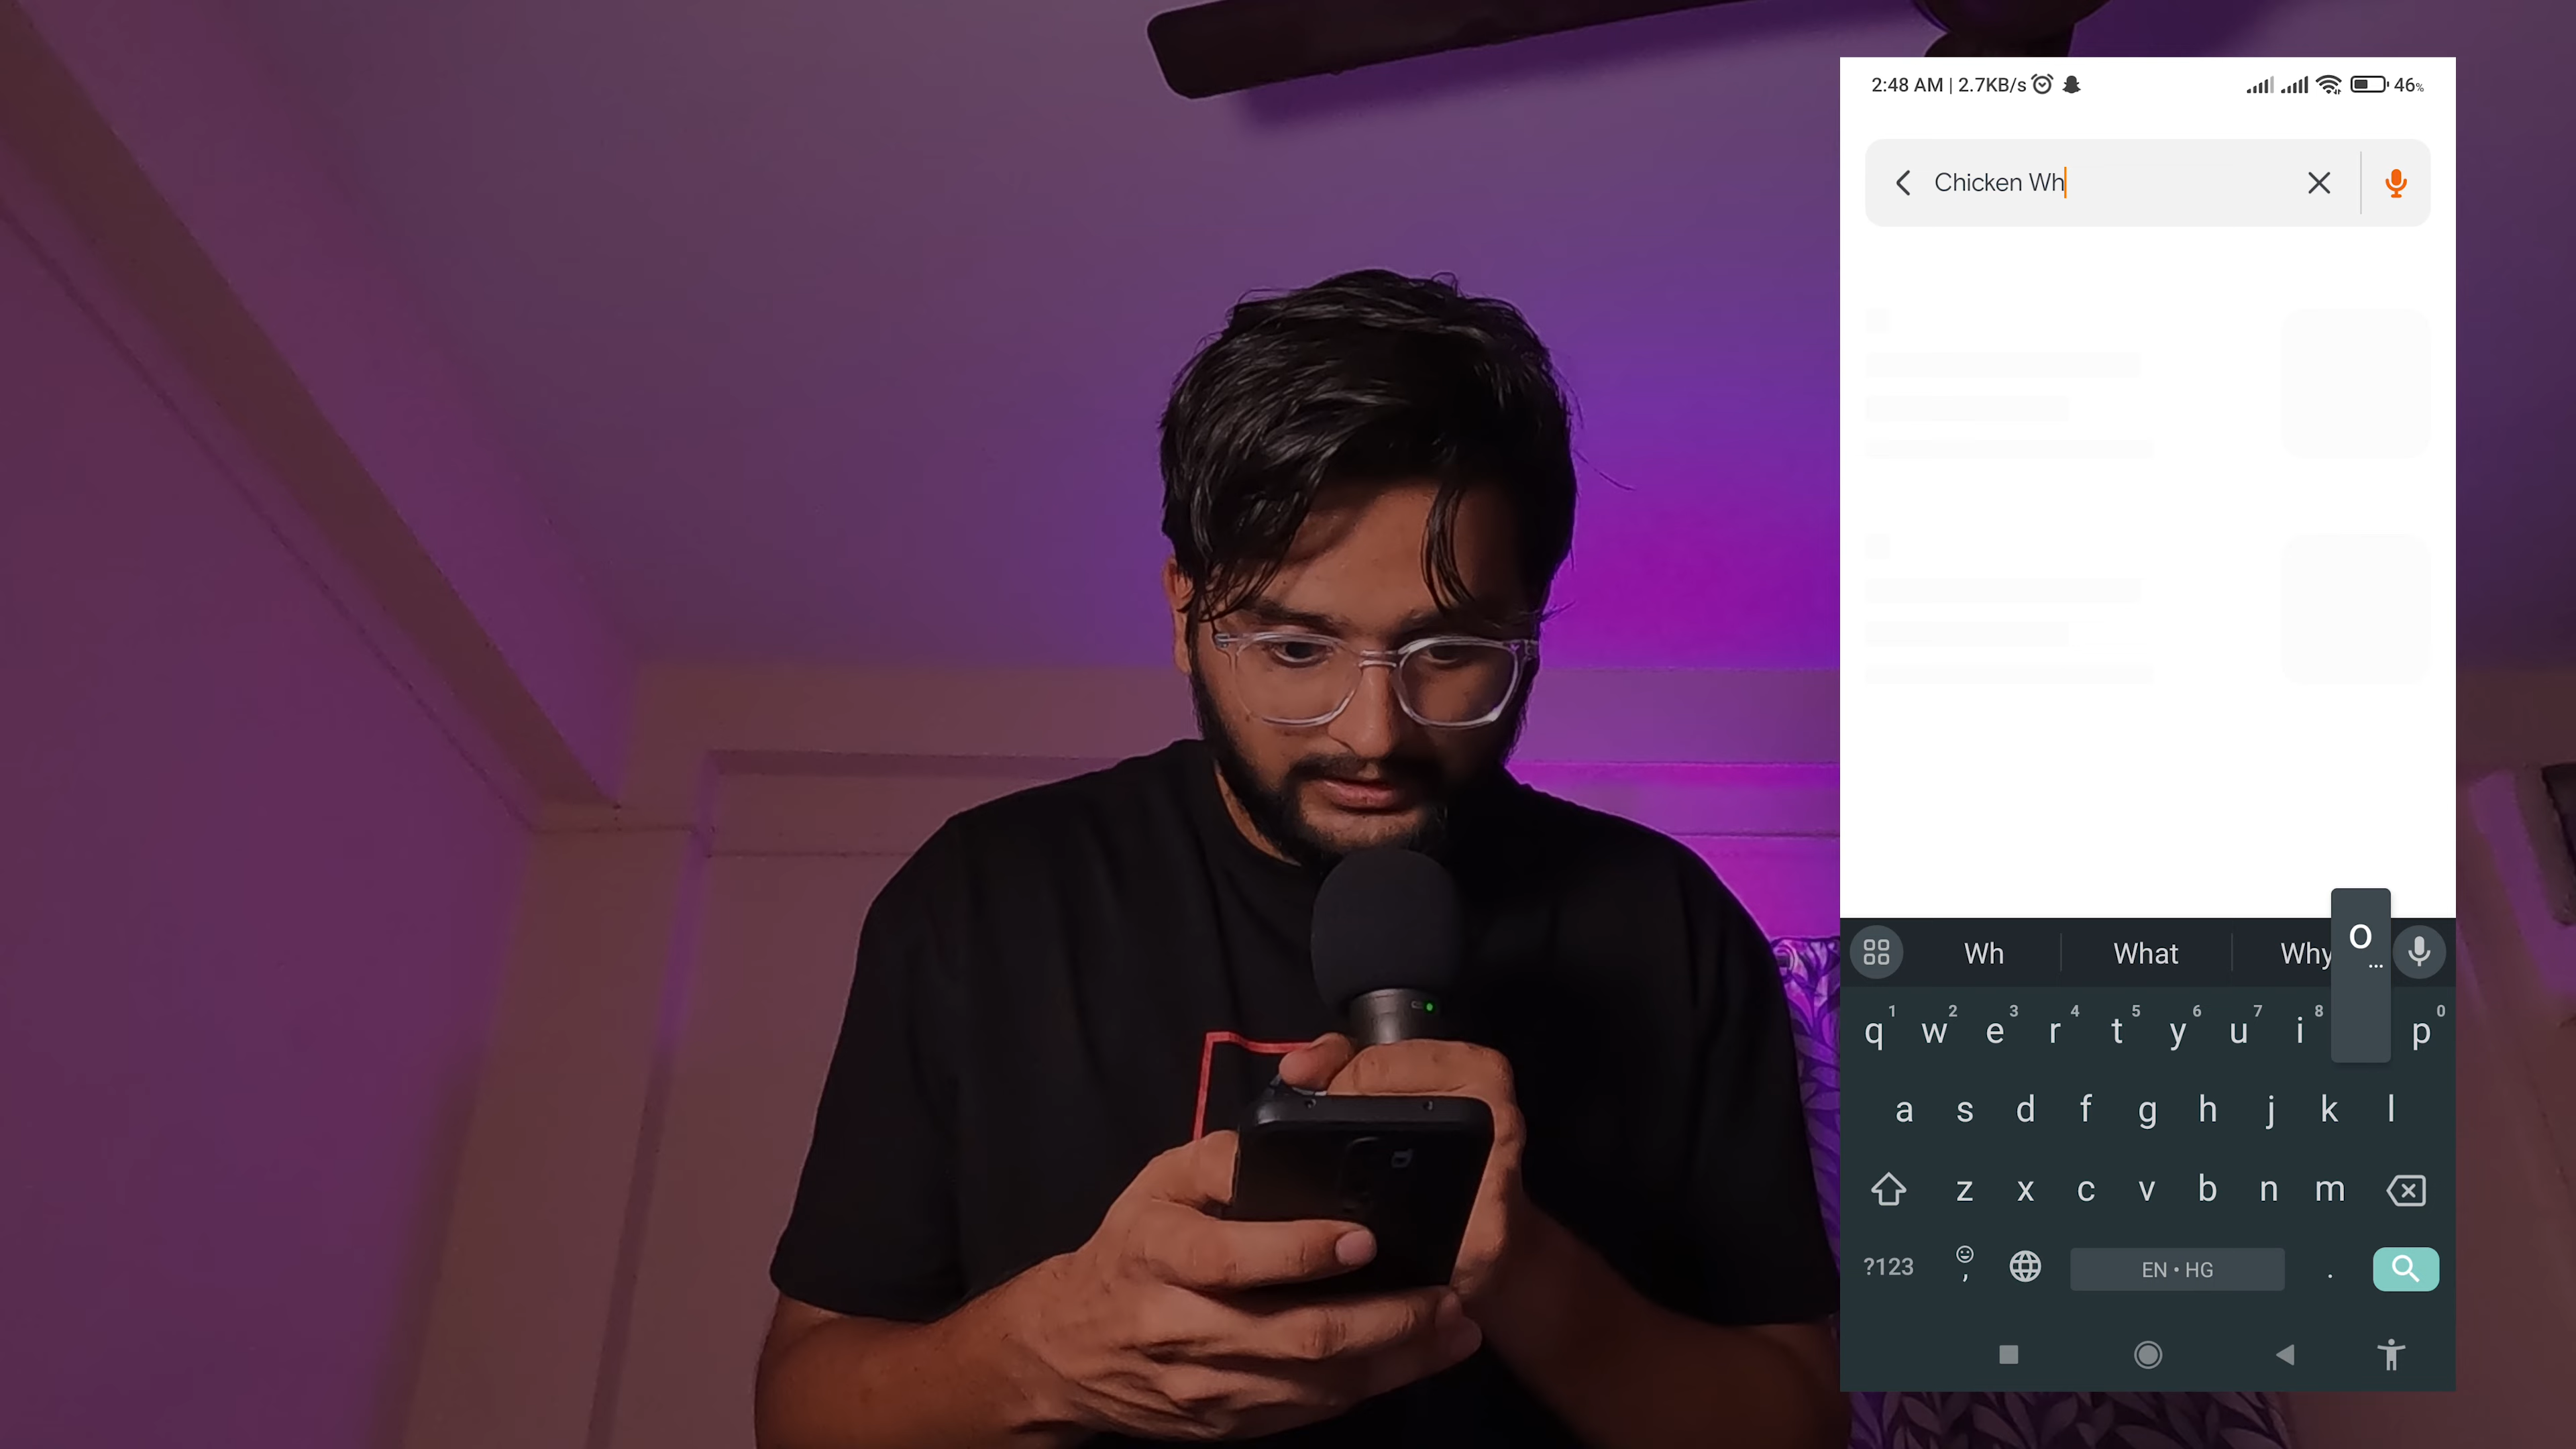 2:48 AM | 2.7KB/s 46%
Chicken Wh
Wh What Why
o
...
1 2 3 4 5 6 7 8 0
q w e r t y u i p
a s d f g h j k l
z x c v b n m
?123 , EN • HG .